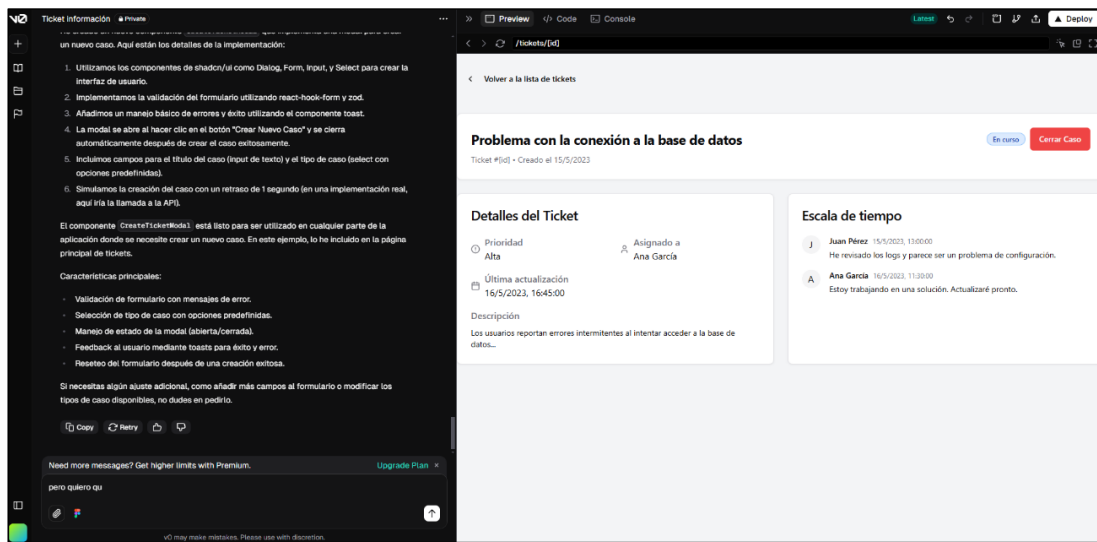 v0 Ticket información Private
Preview Code Console
Latest Deploy
/tickets/[id]
un nuevo caso. Aquí están los detalles de la implementación:
1. Utilizamos los componentes de shadcn/ui como Dialog, Form, Input, y Select para crear la
interfaz de usuario.
2. Implementamos la validación del formulario utilizando react-hook-form y zod.
3. Añadimos un manejo básico de errores y éxito utilizando el componente toast.
4. La modal se abre al hacer clic en el botón "Crear Nuevo Caso" y se cierra
automáticamente después de crear el caso exitosamente.
5. Incluimos campos para el título del caso (input de texto) y el tipo de caso (select con
opciones predefinidas).
6. Simulamos la creación del caso con un retraso de 1 segundo (en una implementación real,
aquí iría la llamada a la API).
El componente CreateTicketModal está listo para ser utilizado en cualquier parte de la
aplicación donde se necesite crear un nuevo caso. En este ejemplo, lo he incluido en la página
principal de tickets.
Características principales:
- Validación de formulario con mensajes de error.
- Selección de tipo de caso con opciones predefinidas.
- Manejo de estado de la modal (abierta/cerrada).
- Feedback al usuario mediante toasts para éxito y error.
- Reseteo del formulario después de una creación exitosa.
Si necesitas algún ajuste adicional, como añadir más campos al formulario o modificar los
tipos de caso disponibles, no dudes en pedirlo.
Copy Retry
Need more messages? Get higher limits with Premium. Upgrade Plan ×
pero quiero qu
v0 may make mistakes. Please use with discretion.
Volver a la lista de tickets
Problema con la conexión a la base de datos
En curso Cerrar Caso
Ticket #[id] • Creado el 15/5/2023
Detalles del Ticket
Prioridad
Alta
Asignado a
Ana García
Última actualización
16/5/2023, 16:45:00
Descripción
Los usuarios reportan errores intermitentes al intentar acceder a la base de
datos...
Escala de tiempo
J Juan Pérez 15/5/2023, 13:00:00
He revisado los logs y parece ser un problema de configuración.
A Ana García 16/5/2023, 11:30:00
Estoy trabajando en una solución. Actualizaré pronto.